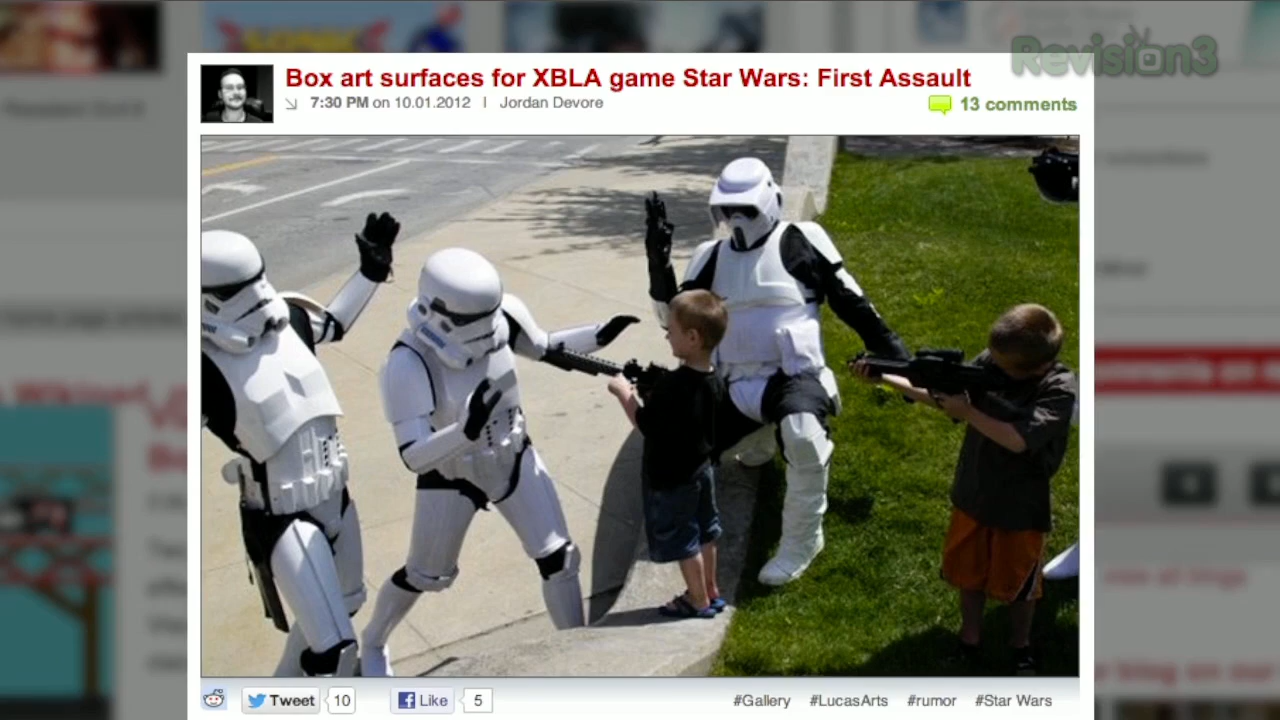 Revision3
Box art surfaces for XBLA game Star Wars: First Assault
7:30 PM on 10.01.2012 | Jordan Devore
13 comments
Tweet 10 Like 5 #Gallery #LucasArts #rumor #Star Wars